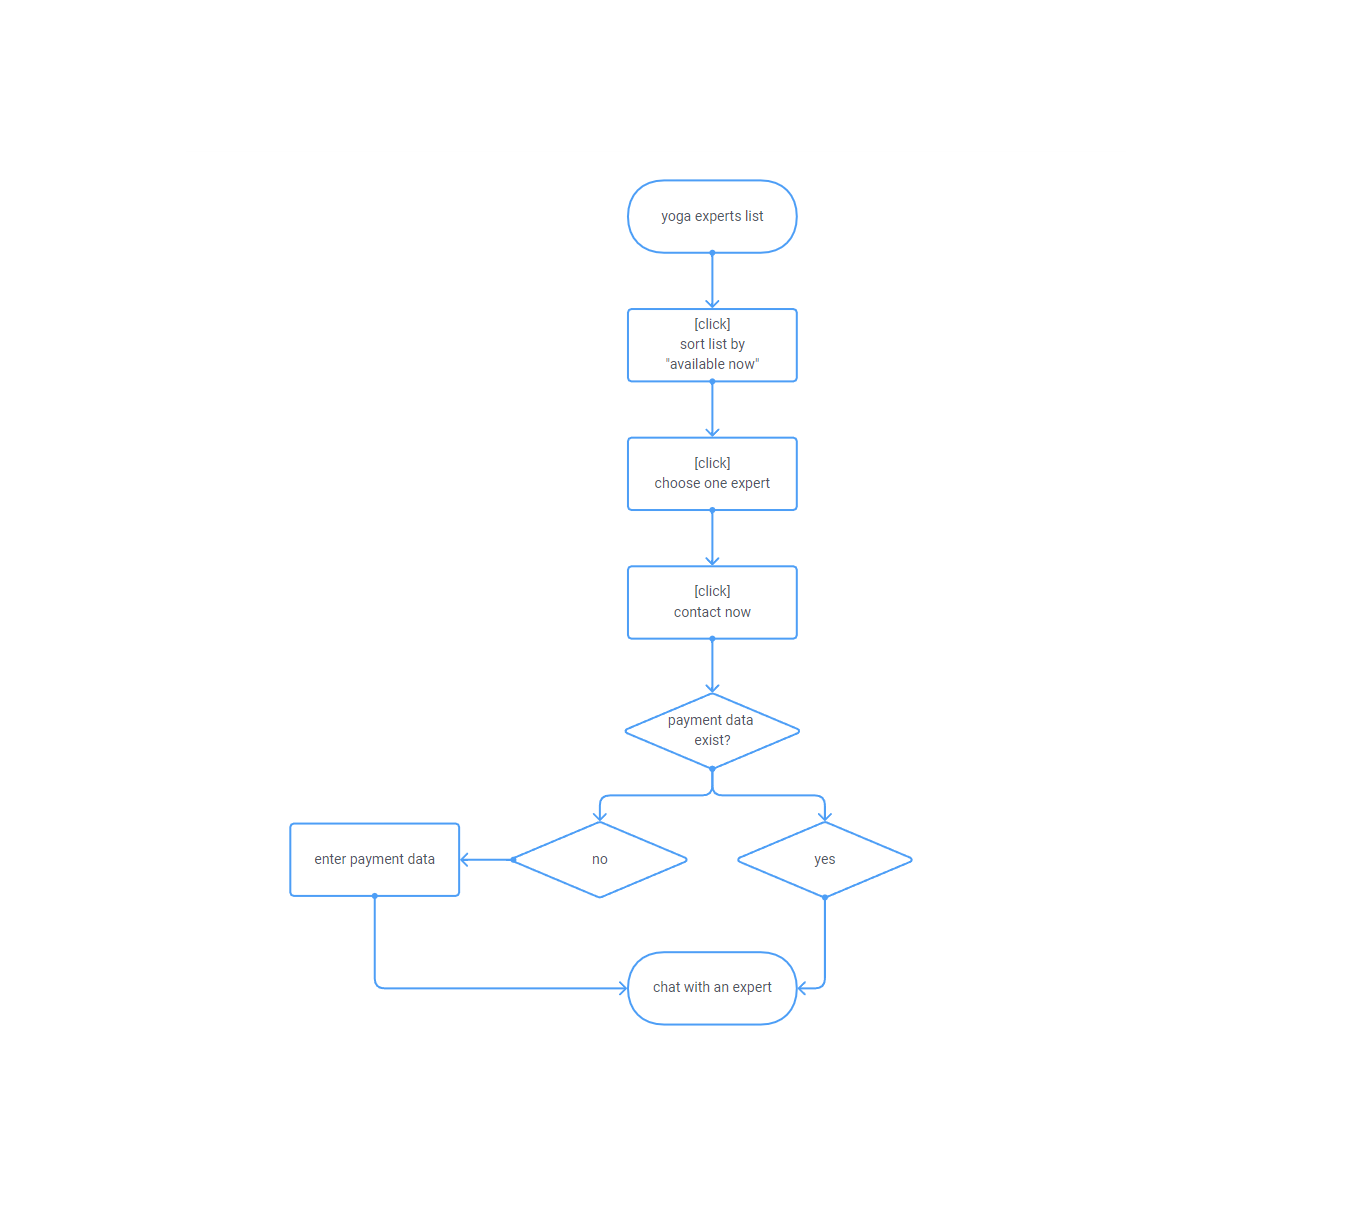 yoga experts list
[click]
sort list by
"available now"
[click]
choose one expert
[click]
contact now
payment data
exist?
enter payment data
no
yes
chat with an expert